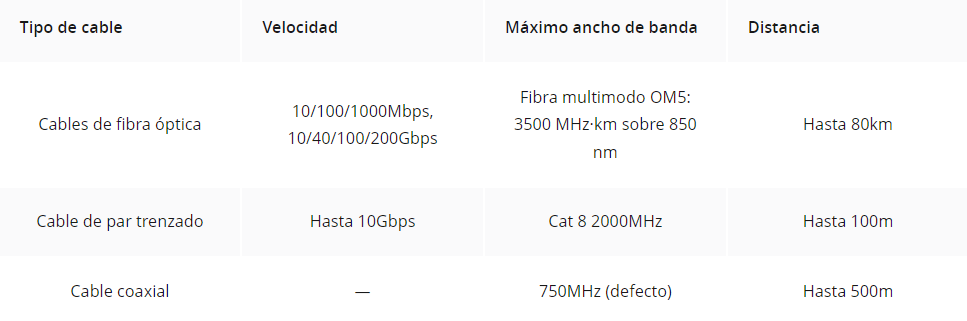 Tipo de cable Velocidad Máximo ancho de banda Distancia
Cables de fibra óptica 10/100/1000Mbps, 10/40/100/200Gbps Fibra multimodo OM5: 3500 MHz·km sobre 850 nm Hasta 80km
Cable de par trenzado Hasta 10Gbps Cat 8 2000MHz Hasta 100m
Cable coaxial — 750MHz (defecto) Hasta 500m